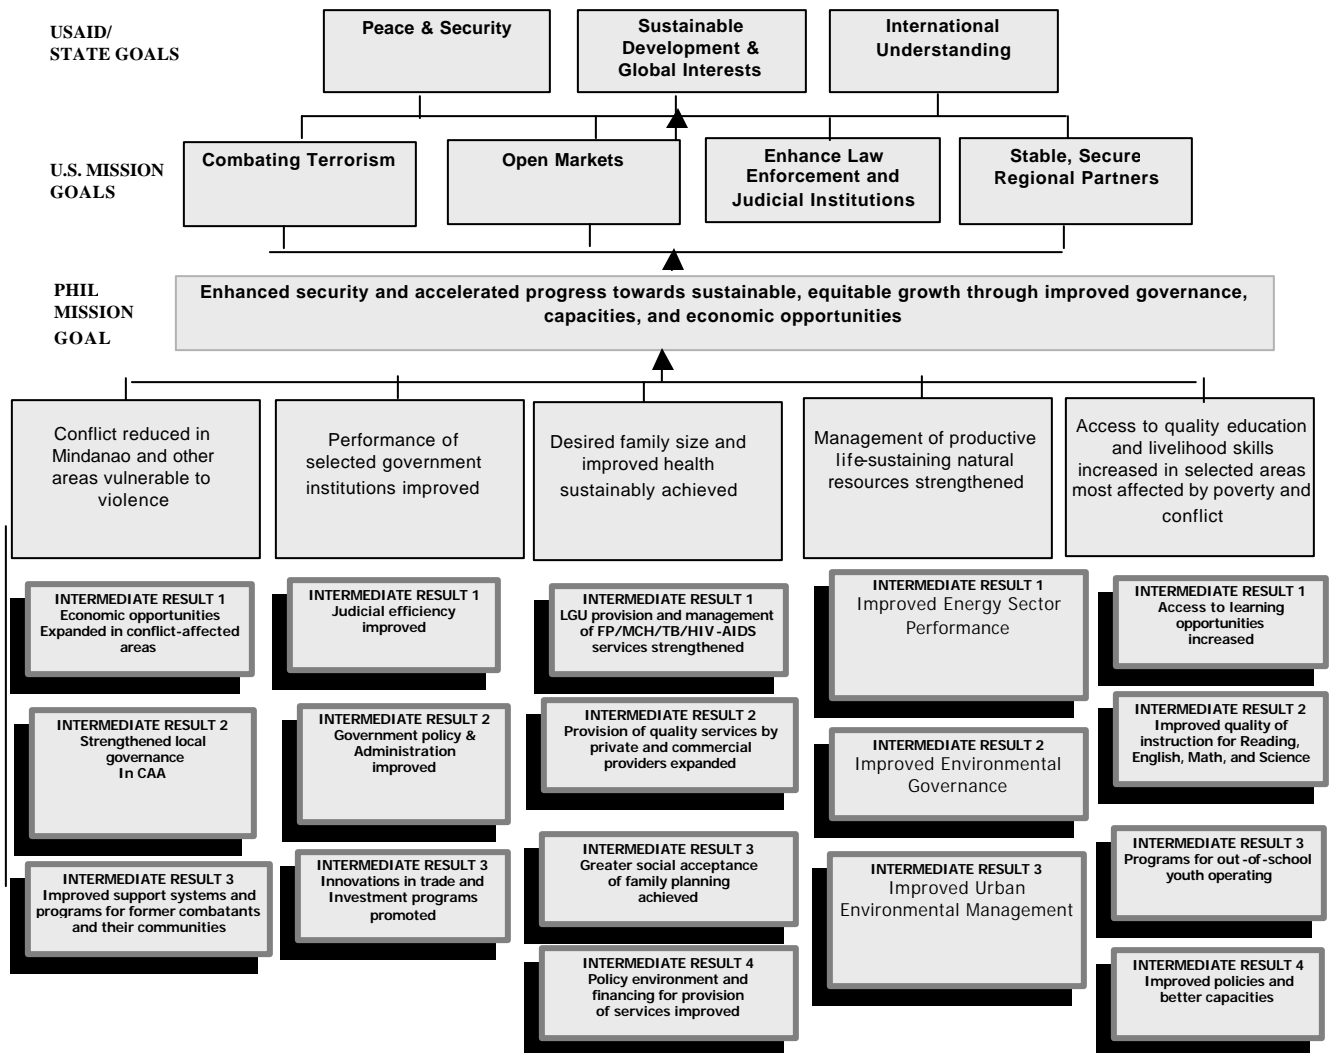 USAID/
STATE GOALS
Peace & Security
Sustainable
Development &
Global Interests
International
Understanding
U.S. MISSION
GOALS
Combating Terrorism
Open Markets
Enhance Law
Enforcement and
Judicial Institutions
Stable, Secure
Regional Partners
PHIL
MISSION
GOAL
Enhanced security and accelerated progress towards sustainable, equitable growth through improved governance,
capacities, and economic opportunities
Conflict reduced in
Mindanao and other
areas vulnerable to
violence
Performance of
selected government
institutions improved
Desired family size and
improved health
sustainably achieved
Management of productive
life-sustaining natural
resources strengthened
Access to quality education
and livelihood skills
increased in selected areas
most affected by poverty and
conflict
INTERMEDIATE RESULT 1
Economic opportunities
Expanded in conflict-affected
areas
INTERMEDIATE RESULT 2
Strengthened local
governance
In CAA
INTERMEDIATE RESULT 3
Improved support systems and
programs for former combatants
and their communities
INTERMEDIATE RESULT 1
Judicial efficiency
improved
INTERMEDIATE RESULT 2
Government policy &
Administration
improved
INTERMEDIATE RESULT 3
Innovations in trade and
Investment programs
promoted
INTERMEDIATE RESULT 1
LGU provision and management
of FP/MCH/TB/HIV-AIDS
services strengthened
INTERMEDIATE RESULT 2
Provision of quality services by
private and commercial
providers expanded
INTERMEDIATE RESULT 3
Greater social acceptance
of family planning
achieved
INTERMEDIATE RESULT 4
Policy environment and
financing for provision
of services improved
INTERMEDIATE RESULT 1
Improved Energy Sector
Performance
INTERMEDIATE RESULT 2
Improved Environmental
Governance
INTERMEDIATE RESULT 3
Improved Urban
Environmental Management
INTERMEDIATE RESULT 1
Access to learning
opportunities
increased
INTERMEDIATE RESULT 2
Improved quality of
instruction for Reading,
English, Math, and Science
INTERMEDIATE RESULT 3
Programs for out-of-school
youth operating
INTERMEDIATE RESULT 4
Improved policies and
better capacities